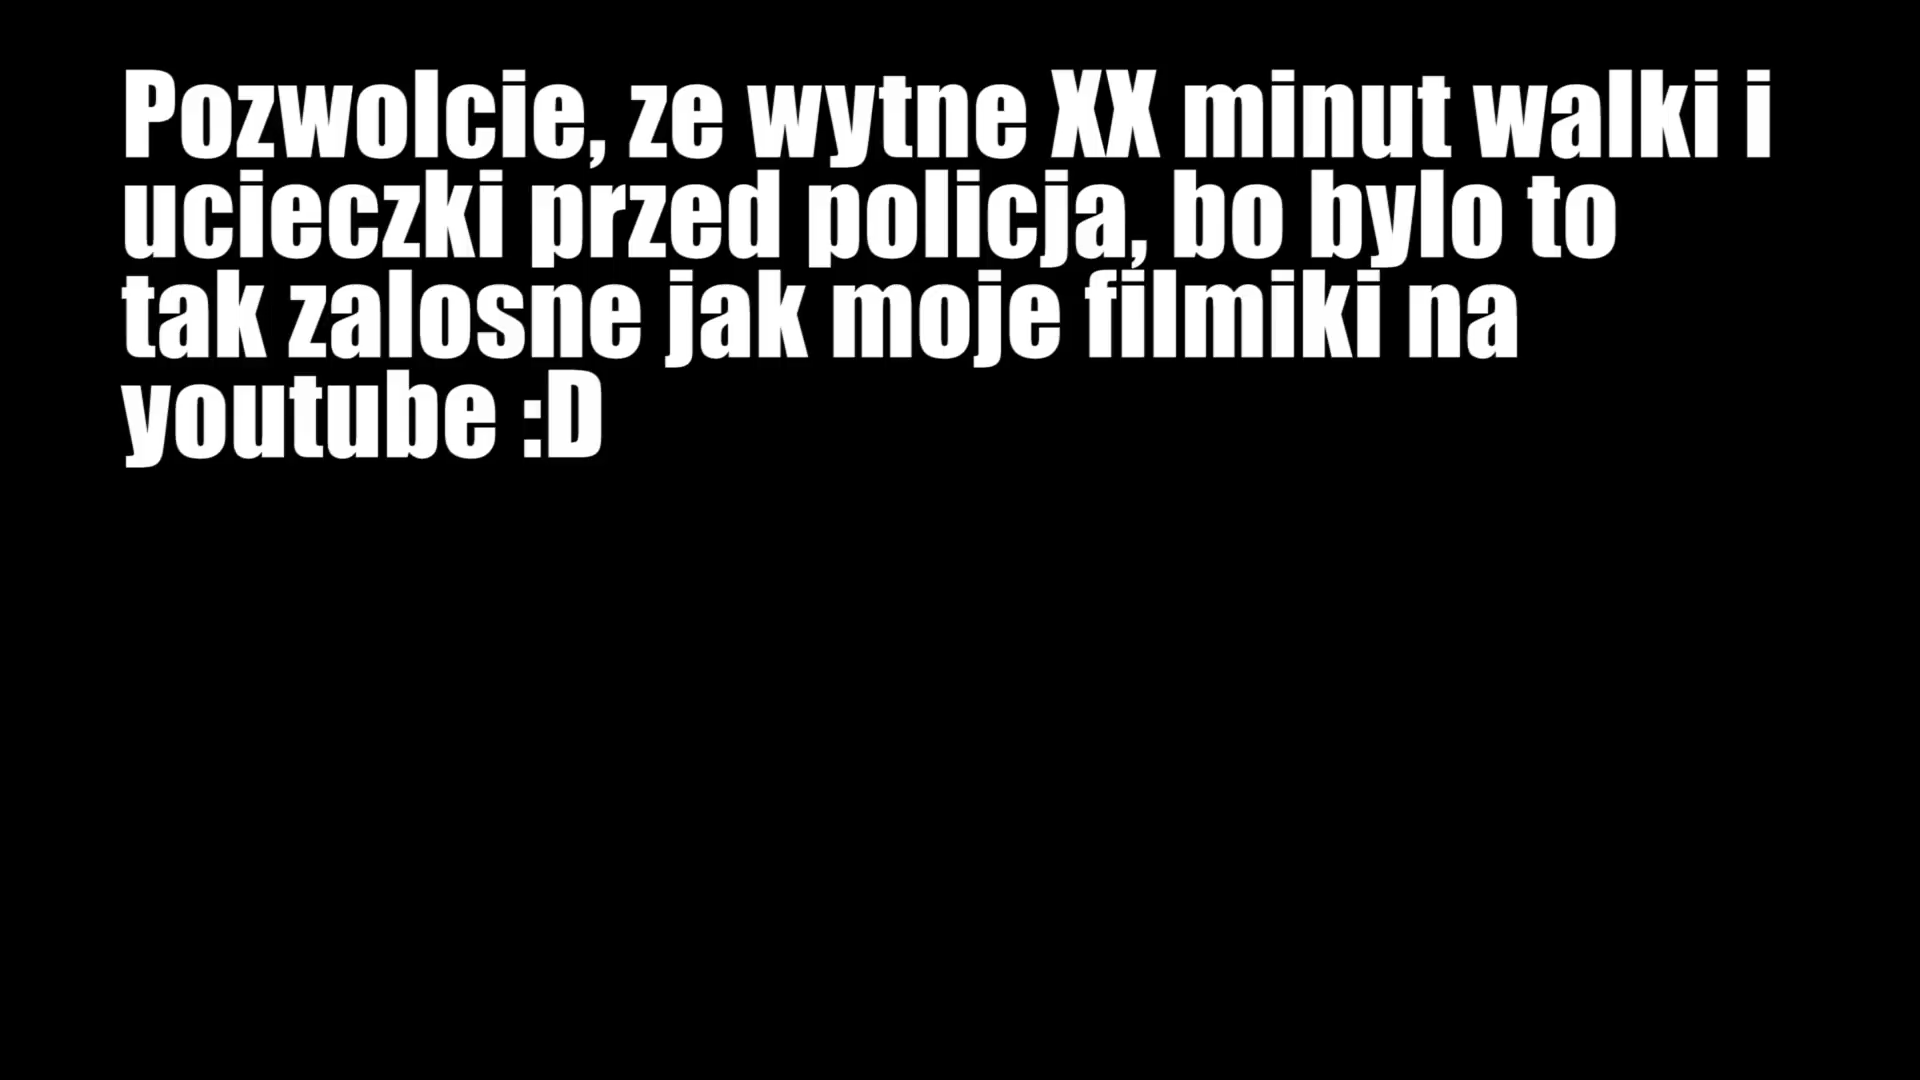 Pozwolcie, ze wytne XX minut walki i
ucieczki przed policja, bo bylo to
tak zalosne jak moje filmiki na
youtube :D